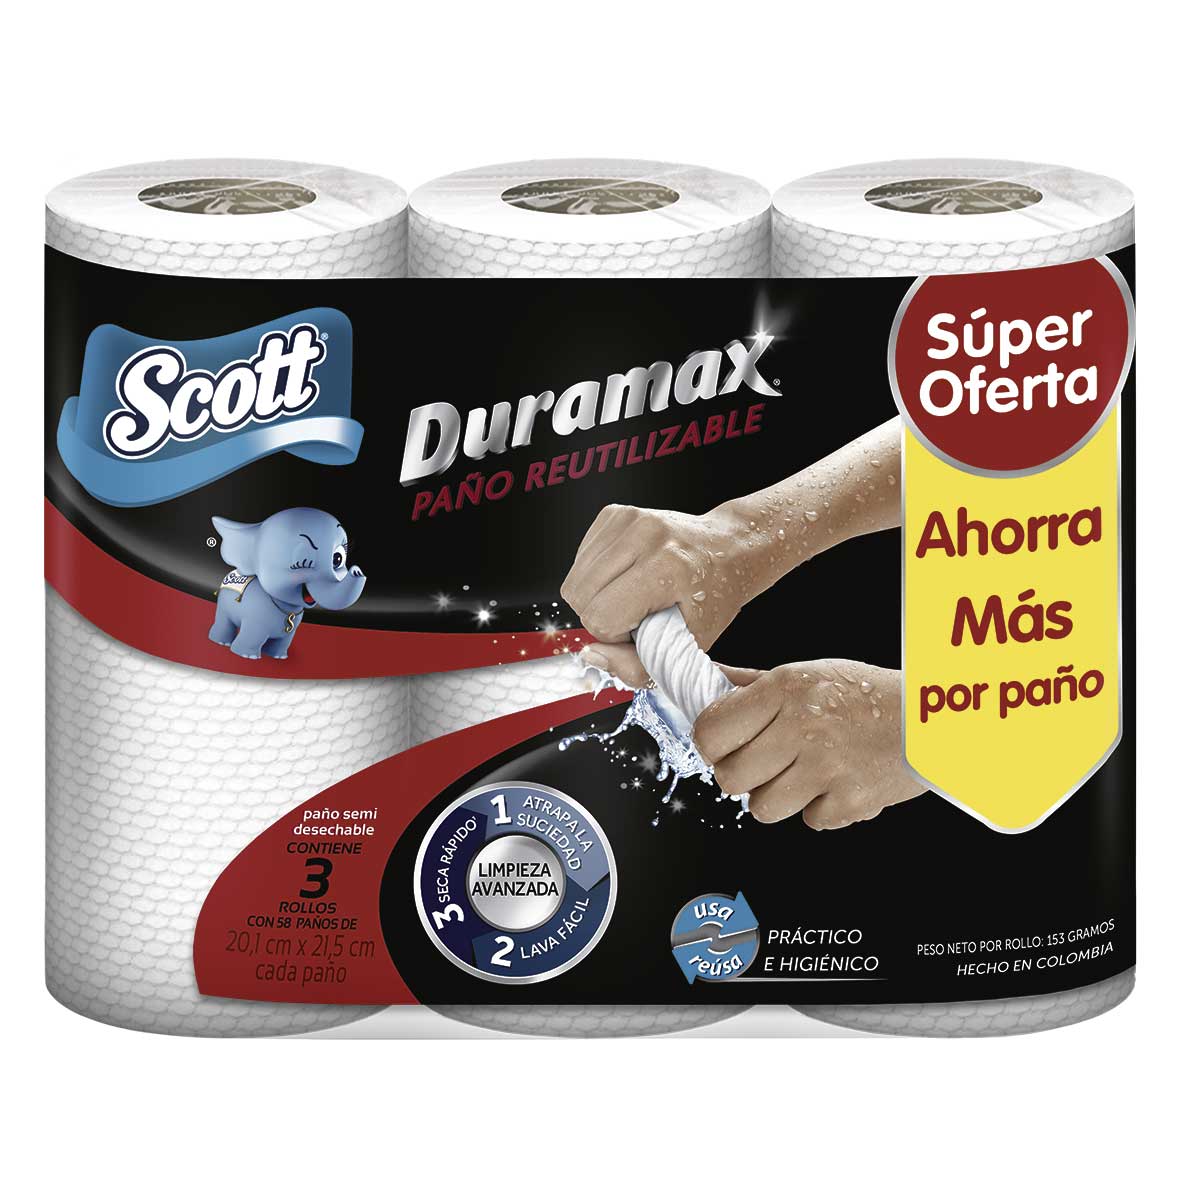 Scott®
Duramax®
PAÑO REUTILIZABLE
Súper
Oferta
Ahorra
Más
por paño
®
Scott
S
paño semi
desechable
CONTIENE
3
ROLLOS
CON 58 PAÑOS DE
20,1 cm x 21,5 cm
cada paño
1 ATRAPA LA
SUCIEDAD
2 LAVA FÁCIL
3 SECA RÁPIDO'
LIMPIEZA
AVANZADA
usa
reúsa
PRÁCTICO
E HIGIÉNICO
PESO NETO POR ROLLO: 153 GRAMOS
HECHO EN COLOMBIA